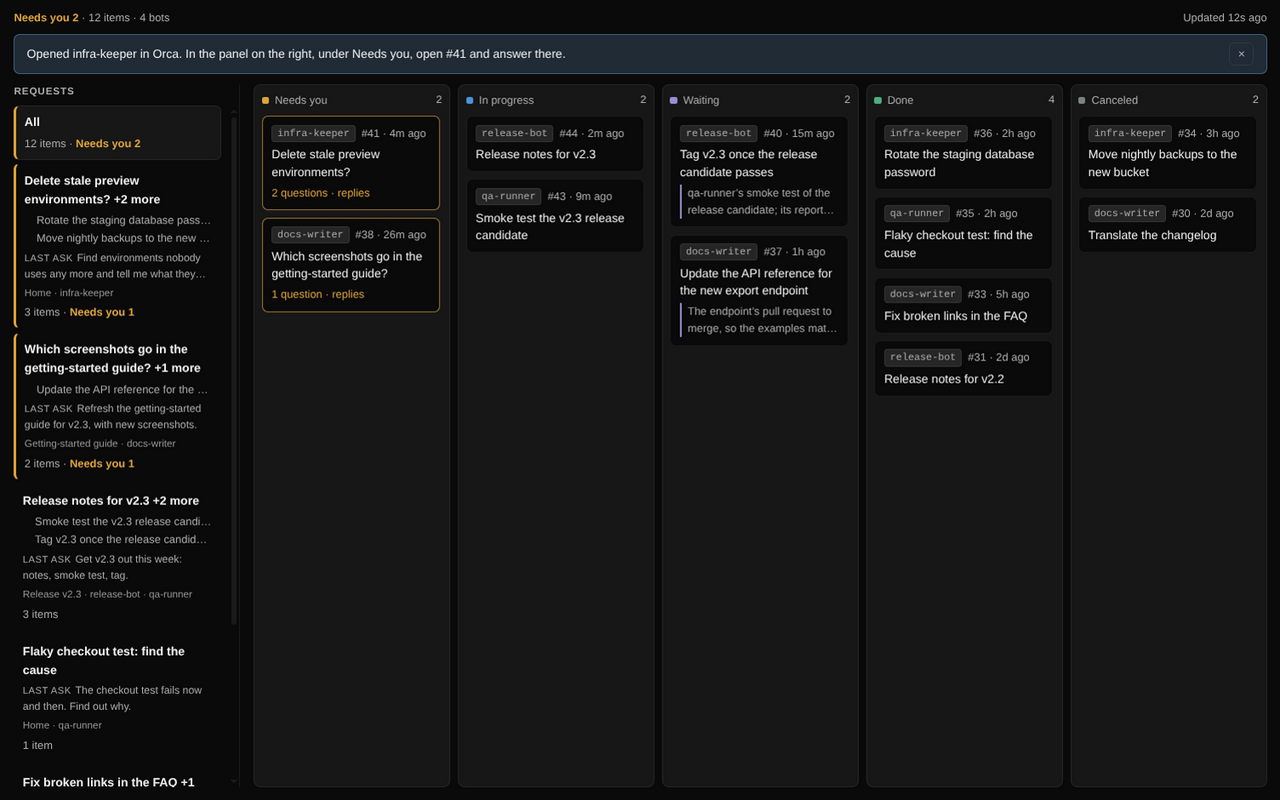 Needs you 2 · 12 items · 4 bots
Updated 12s ago
Opened infra-keeper in Orca. In the panel on the right, under Needs you, open #41 and answer there.
×
REQUESTS
All
12 items · Needs you 2
Delete stale preview
environments? +2 more
Rotate the staging database pass…
Move nightly backups to the new …
LAST ASK Find environments nobody
uses any more and tell me what they…
Home · infra-keeper
3 items · Needs you 1
Which screenshots go in the
getting-started guide? +1 more
Update the API reference for the …
LAST ASK Refresh the getting-started
guide for v2.3, with new screenshots.
Getting-started guide · docs-writer
2 items · Needs you 1
Release notes for v2.3 +2 more
Smoke test the v2.3 release candi…
Tag v2.3 once the release candid…
LAST ASK Get v2.3 out this week:
notes, smoke test, tag.
Release v2.3 · release-bot · qa-runner
3 items
Flaky checkout test: find the
cause
LAST ASK The checkout test fails now
and then. Find out why.
Home · qa-runner
1 item
Fix broken links in the FAQ +1
Needs you 2
infra-keeper #41 · 4m ago
Delete stale preview
environments?
2 questions · replies
docs-writer #38 · 26m ago
Which screenshots go in the
getting-started guide?
1 question · replies
In progress 2
release-bot #44 · 2m ago
Release notes for v2.3
qa-runner #43 · 9m ago
Smoke test the v2.3 release
candidate
Waiting 2
release-bot #40 · 15m ago
Tag v2.3 once the release
candidate passes
qa-runner's smoke test of the
release candidate; its report…
docs-writer #37 · 1h ago
Update the API reference for
the new export endpoint
The endpoint's pull request to
merge, so the examples mat…
Done 4
infra-keeper #36 · 2h ago
Rotate the staging database
password
qa-runner #35 · 2h ago
Flaky checkout test: find the
cause
docs-writer #33 · 5h ago
Fix broken links in the FAQ
release-bot #31 · 2d ago
Release notes for v2.2
Canceled 2
infra-keeper #34 · 3h ago
Move nightly backups to the
new bucket
docs-writer #30 · 2d ago
Translate the changelog